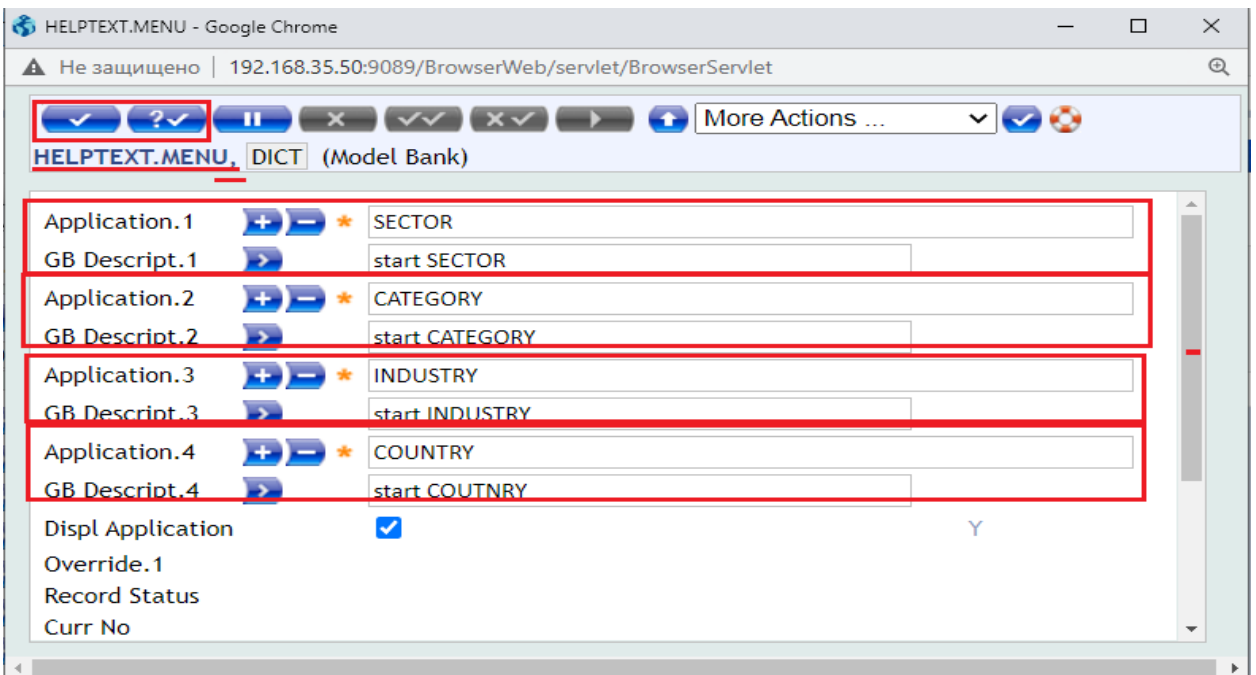 HELPTEXT.MENU - Google Chrome
Не защищено | 192.168.35.50:9089/BrowserWeb/servlet/BrowserServlet
More Actions ...
HELPTEXT.MENU, DICT (Model Bank)
Application.1 * SECTOR
GB Descript.1 start SECTOR
Application.2 * CATEGORY
GB Descript.2 start CATEGORY
Application.3 * INDUSTRY
GB Descript.3 start INDUSTRY
Application.4 * COUNTRY
GB Descript.4 start COUTNRY
Displ Application Y
Override.1
Record Status
Curr No